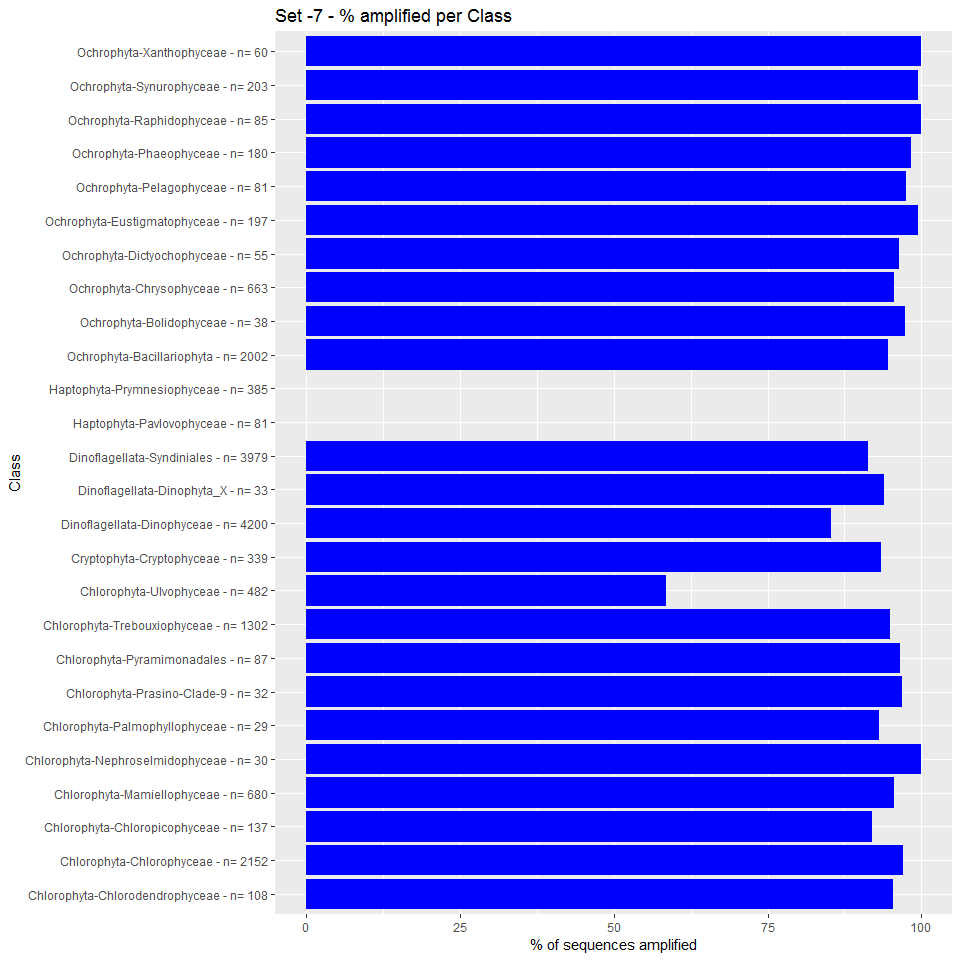 Set -7 - % amplified per Class
Ochrophyta-Xanthophyceae - n= 60
Ochrophyta-Synurophyceae - n= 203
Ochrophyta-Raphidophyceae - n= 85
Ochrophyta-Phaeophyceae - n= 180
Ochrophyta-Pelagophyceae - n= 81
Ochrophyta-Eustigmatophyceae - n= 197
Ochrophyta-Dictyochophyceae - n= 55
Ochrophyta-Chrysophyceae - n= 663
Ochrophyta-Bolidophyceae - n= 38
Ochrophyta-Bacillariophyta - n= 2002
Haptophyta-Prymnesiophyceae - n= 385
Haptophyta-Pavlovophyceae - n= 81
Dinoflagellata-Syndiniales - n= 3979
Dinoflagellata-Dinophyta_X - n= 33
Dinoflagellata-Dinophyceae - n= 4200
Cryptophyta-Cryptophyceae - n= 339
Chlorophyta-Ulvophyceae - n= 482
Chlorophyta-Trebouxiophyceae - n= 1302
Chlorophyta-Pyramimonadales - n= 87
Chlorophyta-Prasino-Clade-9 - n= 32
Chlorophyta-Palmophyllophyceae - n= 29
Chlorophyta-Nephroselmidophyceae - n= 30
Chlorophyta-Mamiellophyceae - n= 680
Chlorophyta-Chloropicophyceae - n= 137
Chlorophyta-Chlorophyceae - n= 2152
Chlorophyta-Chlorodendrophyceae - n= 108
Class
0 25 50 75 100
% of sequences amplified